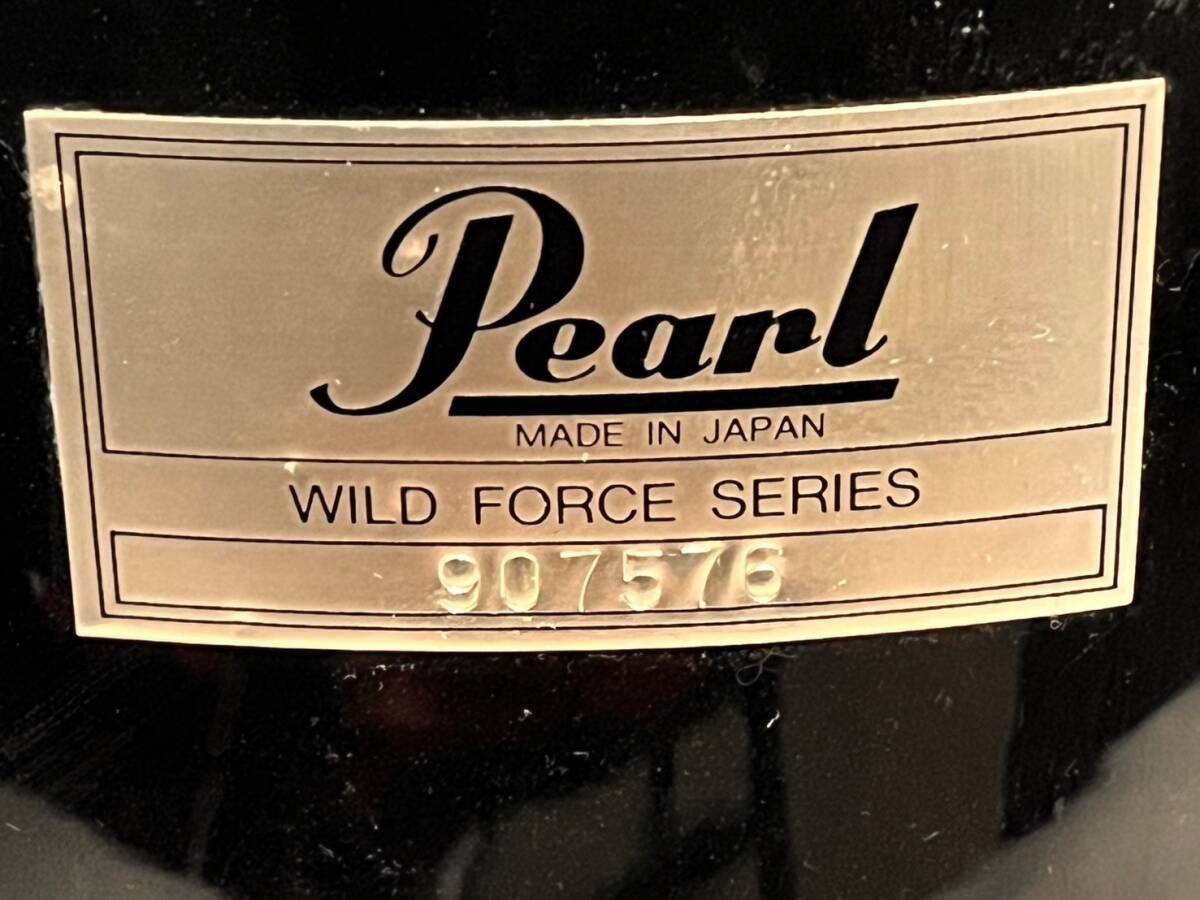 Pearl
MADE IN JAPAN
WILD FORCE SERIES
907576